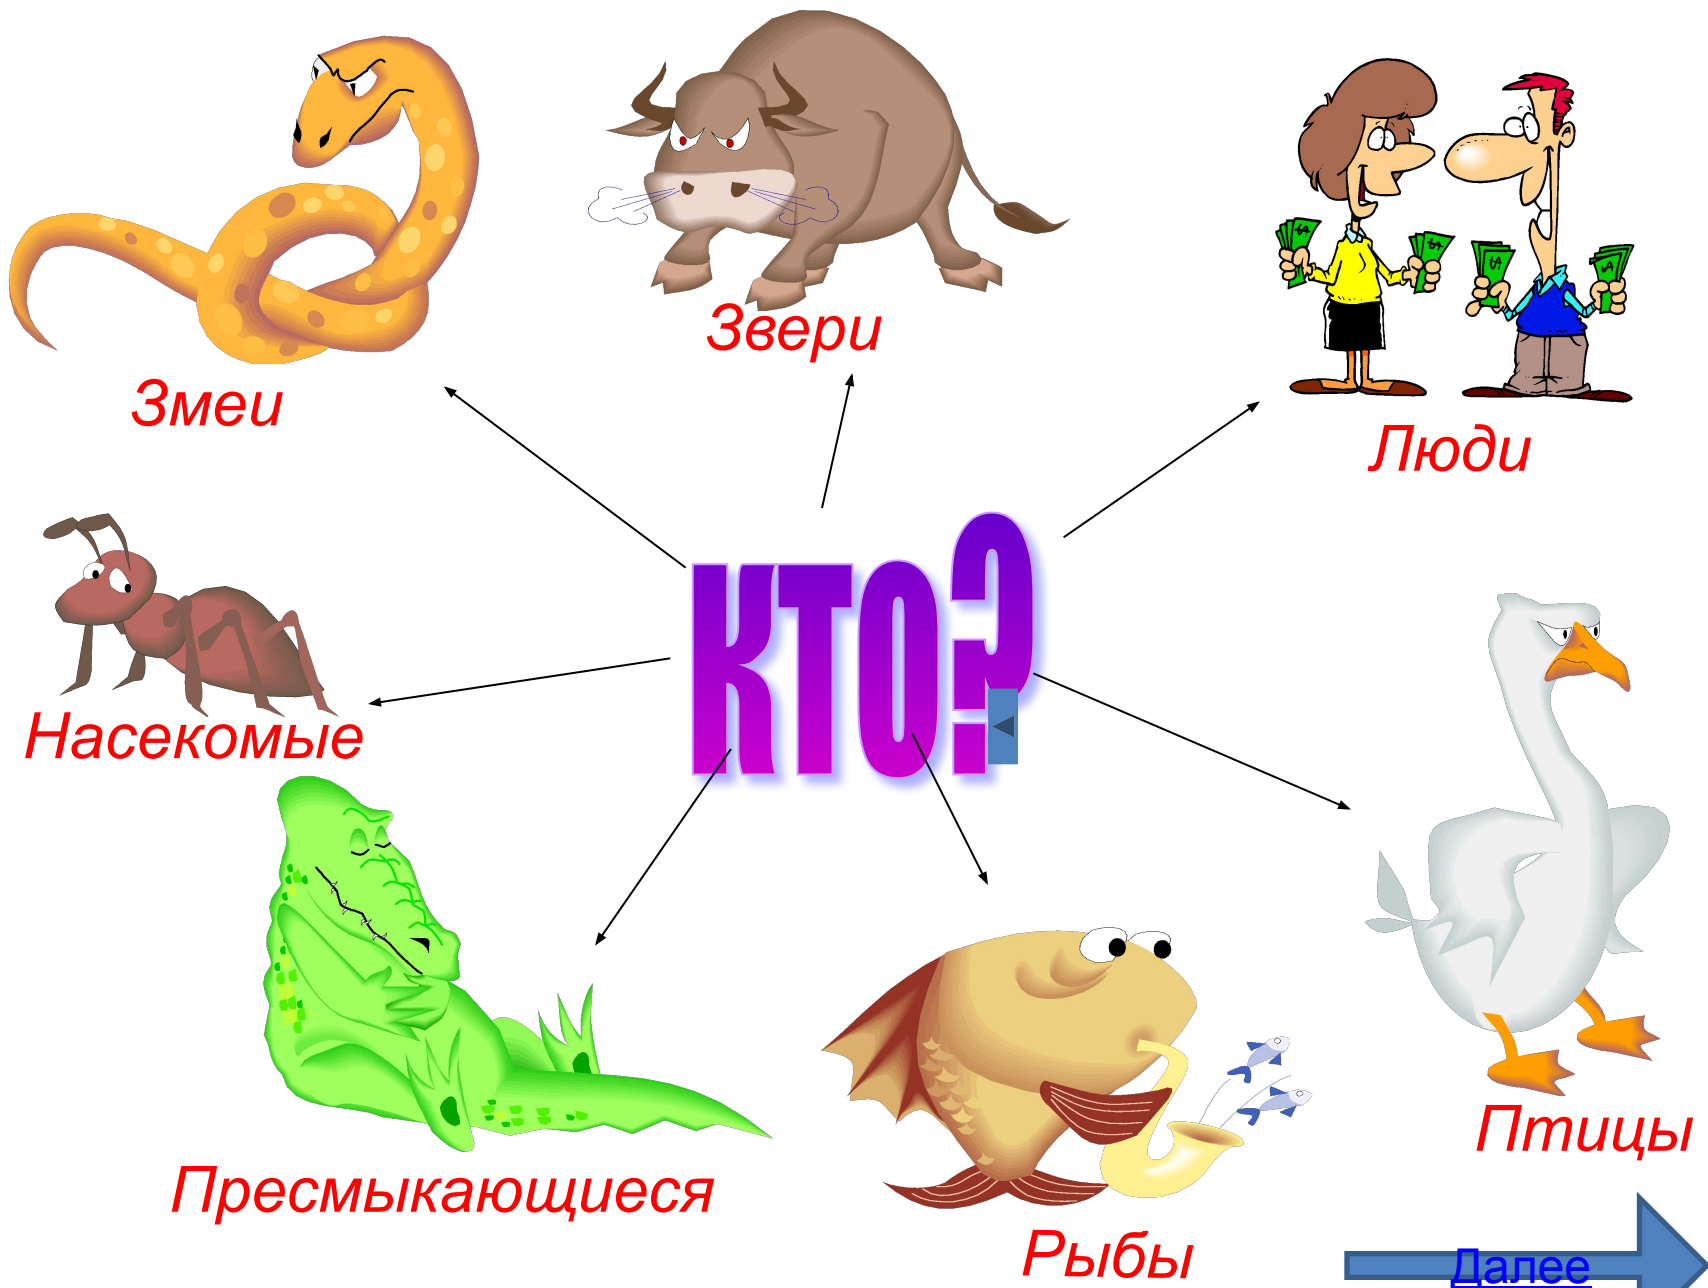 Звери
Змеи
Люди
КТО?
Насекомые
Птицы
Пресмыкающиеся
Рыбы
Далее